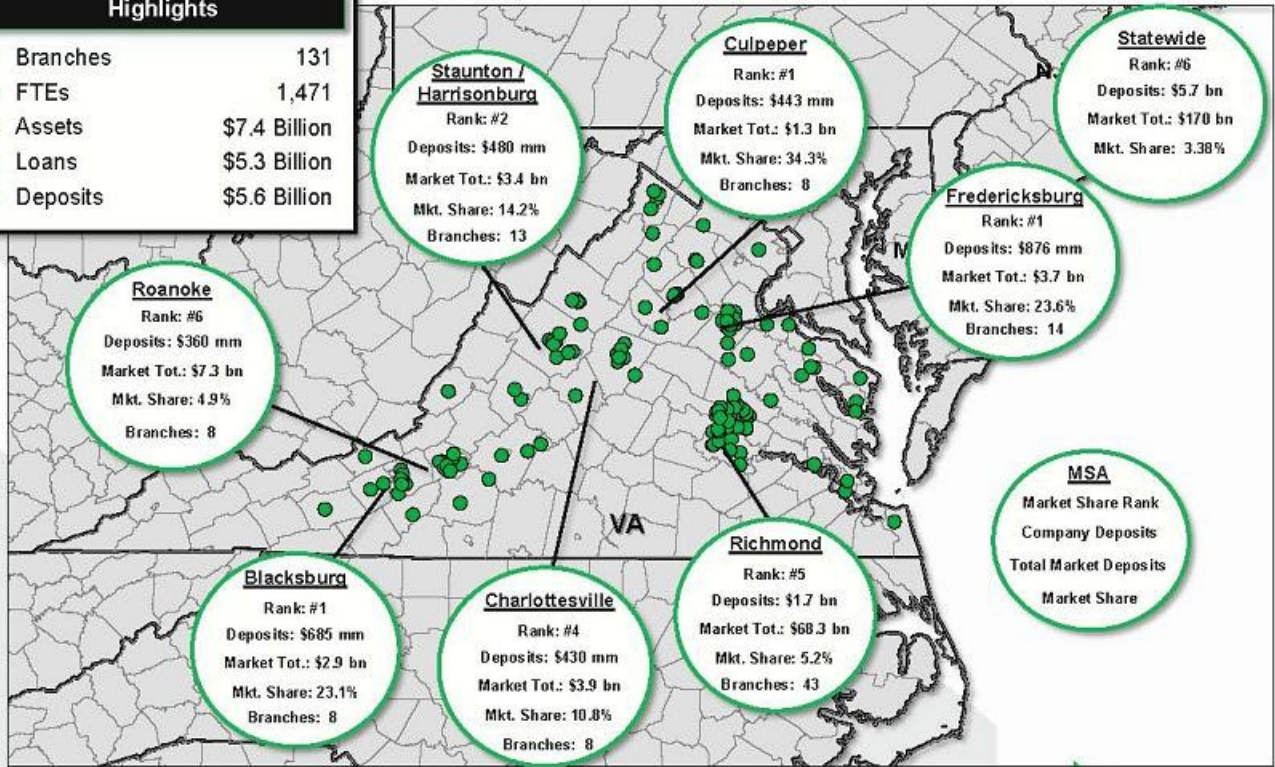 Highlights
Branches 131
FTEs 1,471
Assets $7.4 Billion
Loans $5.3 Billion
Deposits $5.6 Billion
Staunton /
Harrisonburg
Rank: #2
Deposits: $480 mm
Market Tot.: $3.4 bn
Mkt. Share: 14.2%
Branches: 13
Culpeper
Rank: #1
Deposits: $443 mm
Market Tot.: $1.3 bn
Mkt. Share: 34.3%
Branches: 8
Statewide
Rank: #6
Deposits: $5.7 bn
Market Tot.: $170 bn
Mkt. Share: 3.38%
Fredericksburg
Rank: #1
Deposits: $876 mm
Market Tot.: $3.7 bn
Mkt. Share: 23.6%
Branches: 14
Roanoke
Rank: #6
Deposits: $360 mm
Market Tot.: $7.3 bn
Mkt. Share: 4.9%
Branches: 8
VA
MSA
Market Share Rank
Company Deposits
Total Market Deposits
Market Share
Blacksburg
Rank: #1
Deposits: $685 mm
Market Tot.: $2.9 bn
Mkt. Share: 23.1%
Branches: 8
Charlottesville
Rank: #4
Deposits: $430 mm
Market Tot.: $3.9 bn
Mkt. Share: 10.8%
Branches: 8
Richmond
Rank: #5
Deposits: $1.7 bn
Market Tot.: $68.3 bn
Mkt. Share: 5.2%
Branches: 43